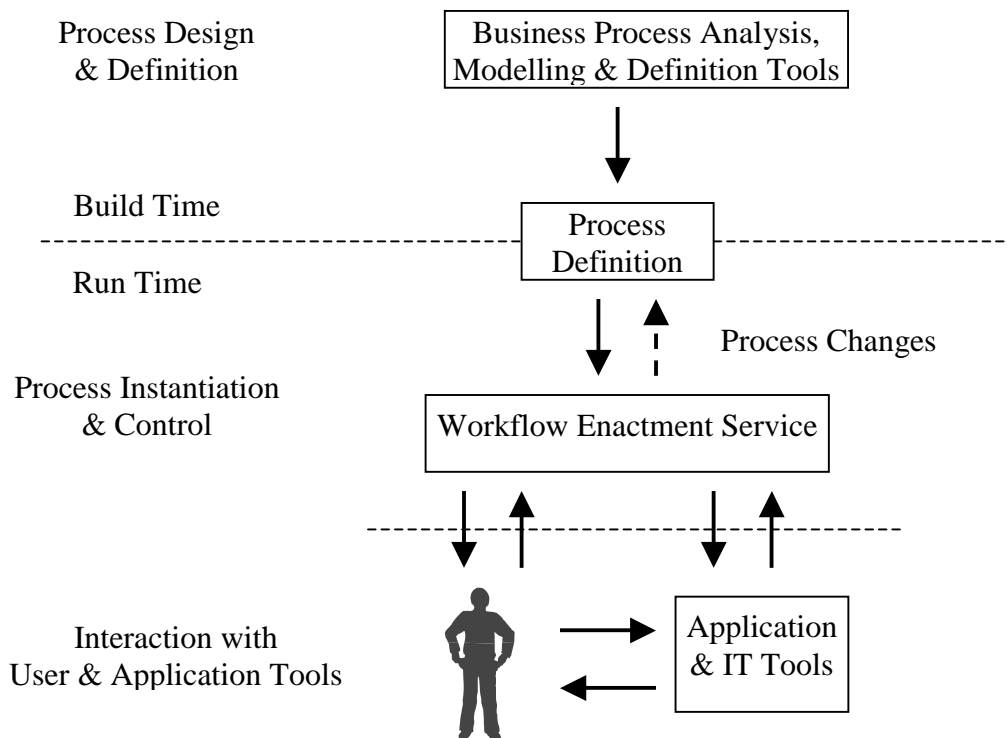 Process Design
& Definition
Business Process Analysis,
Modelling & Definition Tools
Build Time
Process
Definition
Run Time
Process Changes
Process Instantiation
& Control
Workflow Enactment Service
Interaction with
User & Application Tools
Application
& IT Tools